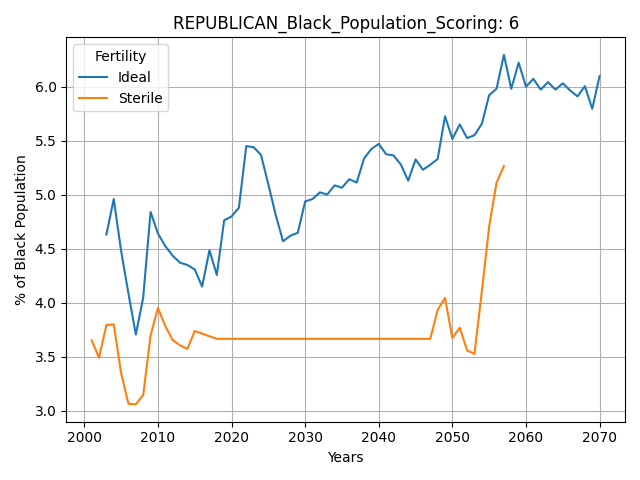 REPUBLICAN_Black_Population_Scoring: 6
Fertility
Ideal
Sterile
% of Black Population
6.0
5.5
5.0
4.5
4.0
3.5
3.0
2000 2010 2020 2030 2040 2050 2060 2070
Years